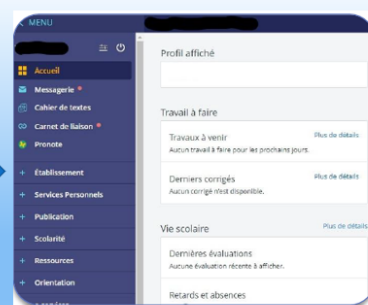 MENU
Accueil
Messagerie
Cahier de textes
Carnet de liaison
Pronote
+ Établissement
+ Services Personnels
+ Publication
+ Scolarité
+ Ressources
+ Orientation
Profil affiché
Travail à faire
Travaux à venir Plus de détails
Aucun travail à faire pour les prochains jours.
Derniers corrigés Plus de détails
Aucun corrigé n'est disponible.
Vie scolaire Plus de détails
Dernières évaluations
Aucune évaluation récente à afficher.
Retards et absences